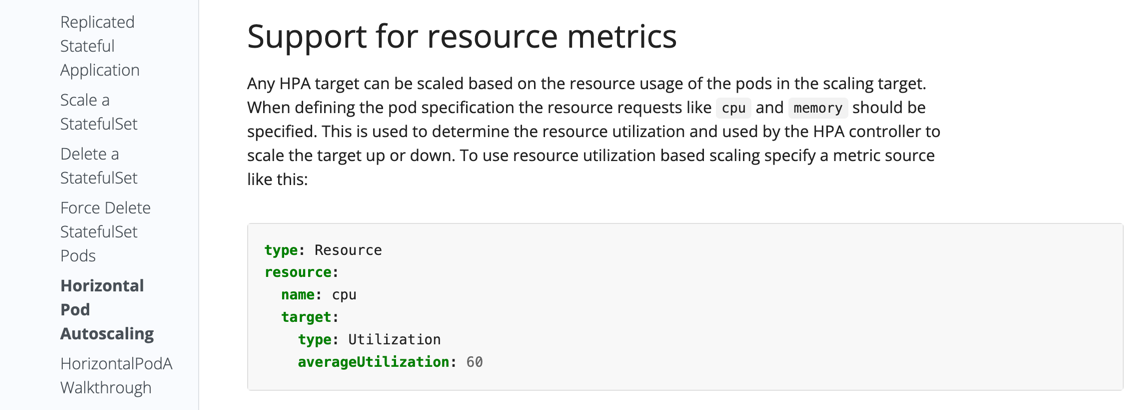 Replicated
Stateful
Application
Scale a
StatefulSet
Delete a
StatefulSet
Force Delete
StatefulSet
Pods
Horizontal
Pod
Autoscaling
HorizontalPodA
Walkthrough
Support for resource metrics
Any HPA target can be scaled based on the resource usage of the pods in the scaling target.
When defining the pod specification the resource requests like cpu and memory should be
specified. This is used to determine the resource utilization and used by the HPA controller to
scale the target up or down. To use resource utilization based scaling specify a metric source
like this:
type: Resource
resource:
  name: cpu
  target:
    type: Utilization
    averageUtilization: 60